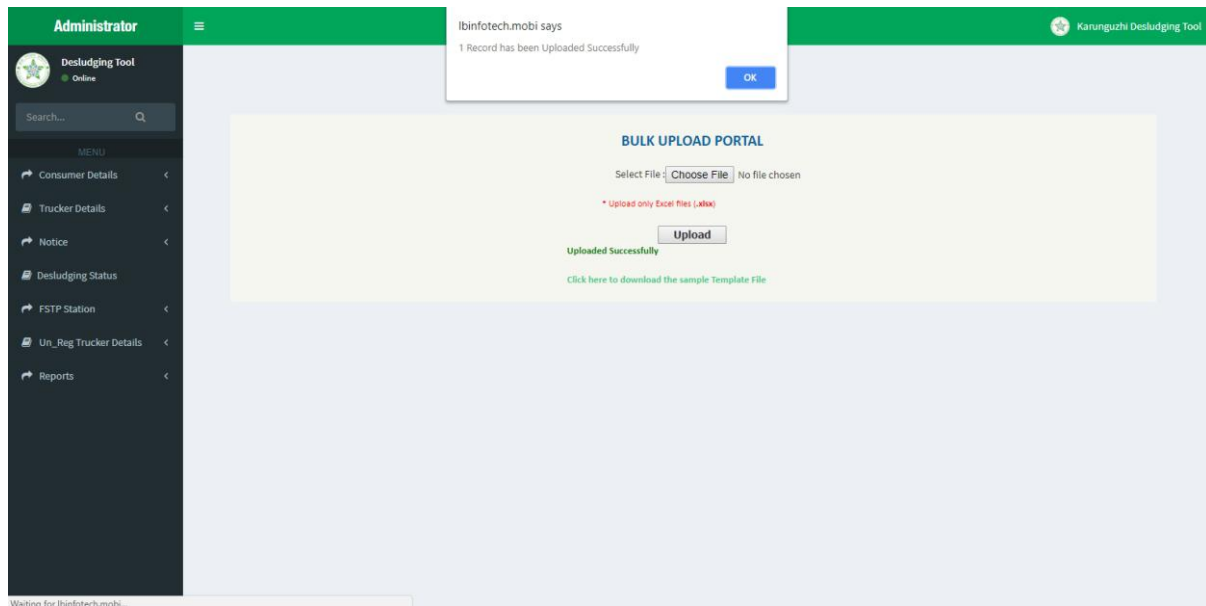 Administrator
lbinfotech.mobi says
1 Record has been Uploaded Successfully
OK
Karunguzhi Desludging Tool
Desludging Tool
Online
Search...
MENU
Consumer Details
Trucker Details
Notice
Desludging Status
FSTP Station
Un_Reg Trucker Details
Reports
BULK UPLOAD PORTAL
Select File : Choose File No file chosen
* Upload only Excel files (.xlsx)
Upload
Uploaded Successfully
Click here to download the sample Template File
Waiting for lbinfotech.mobi...